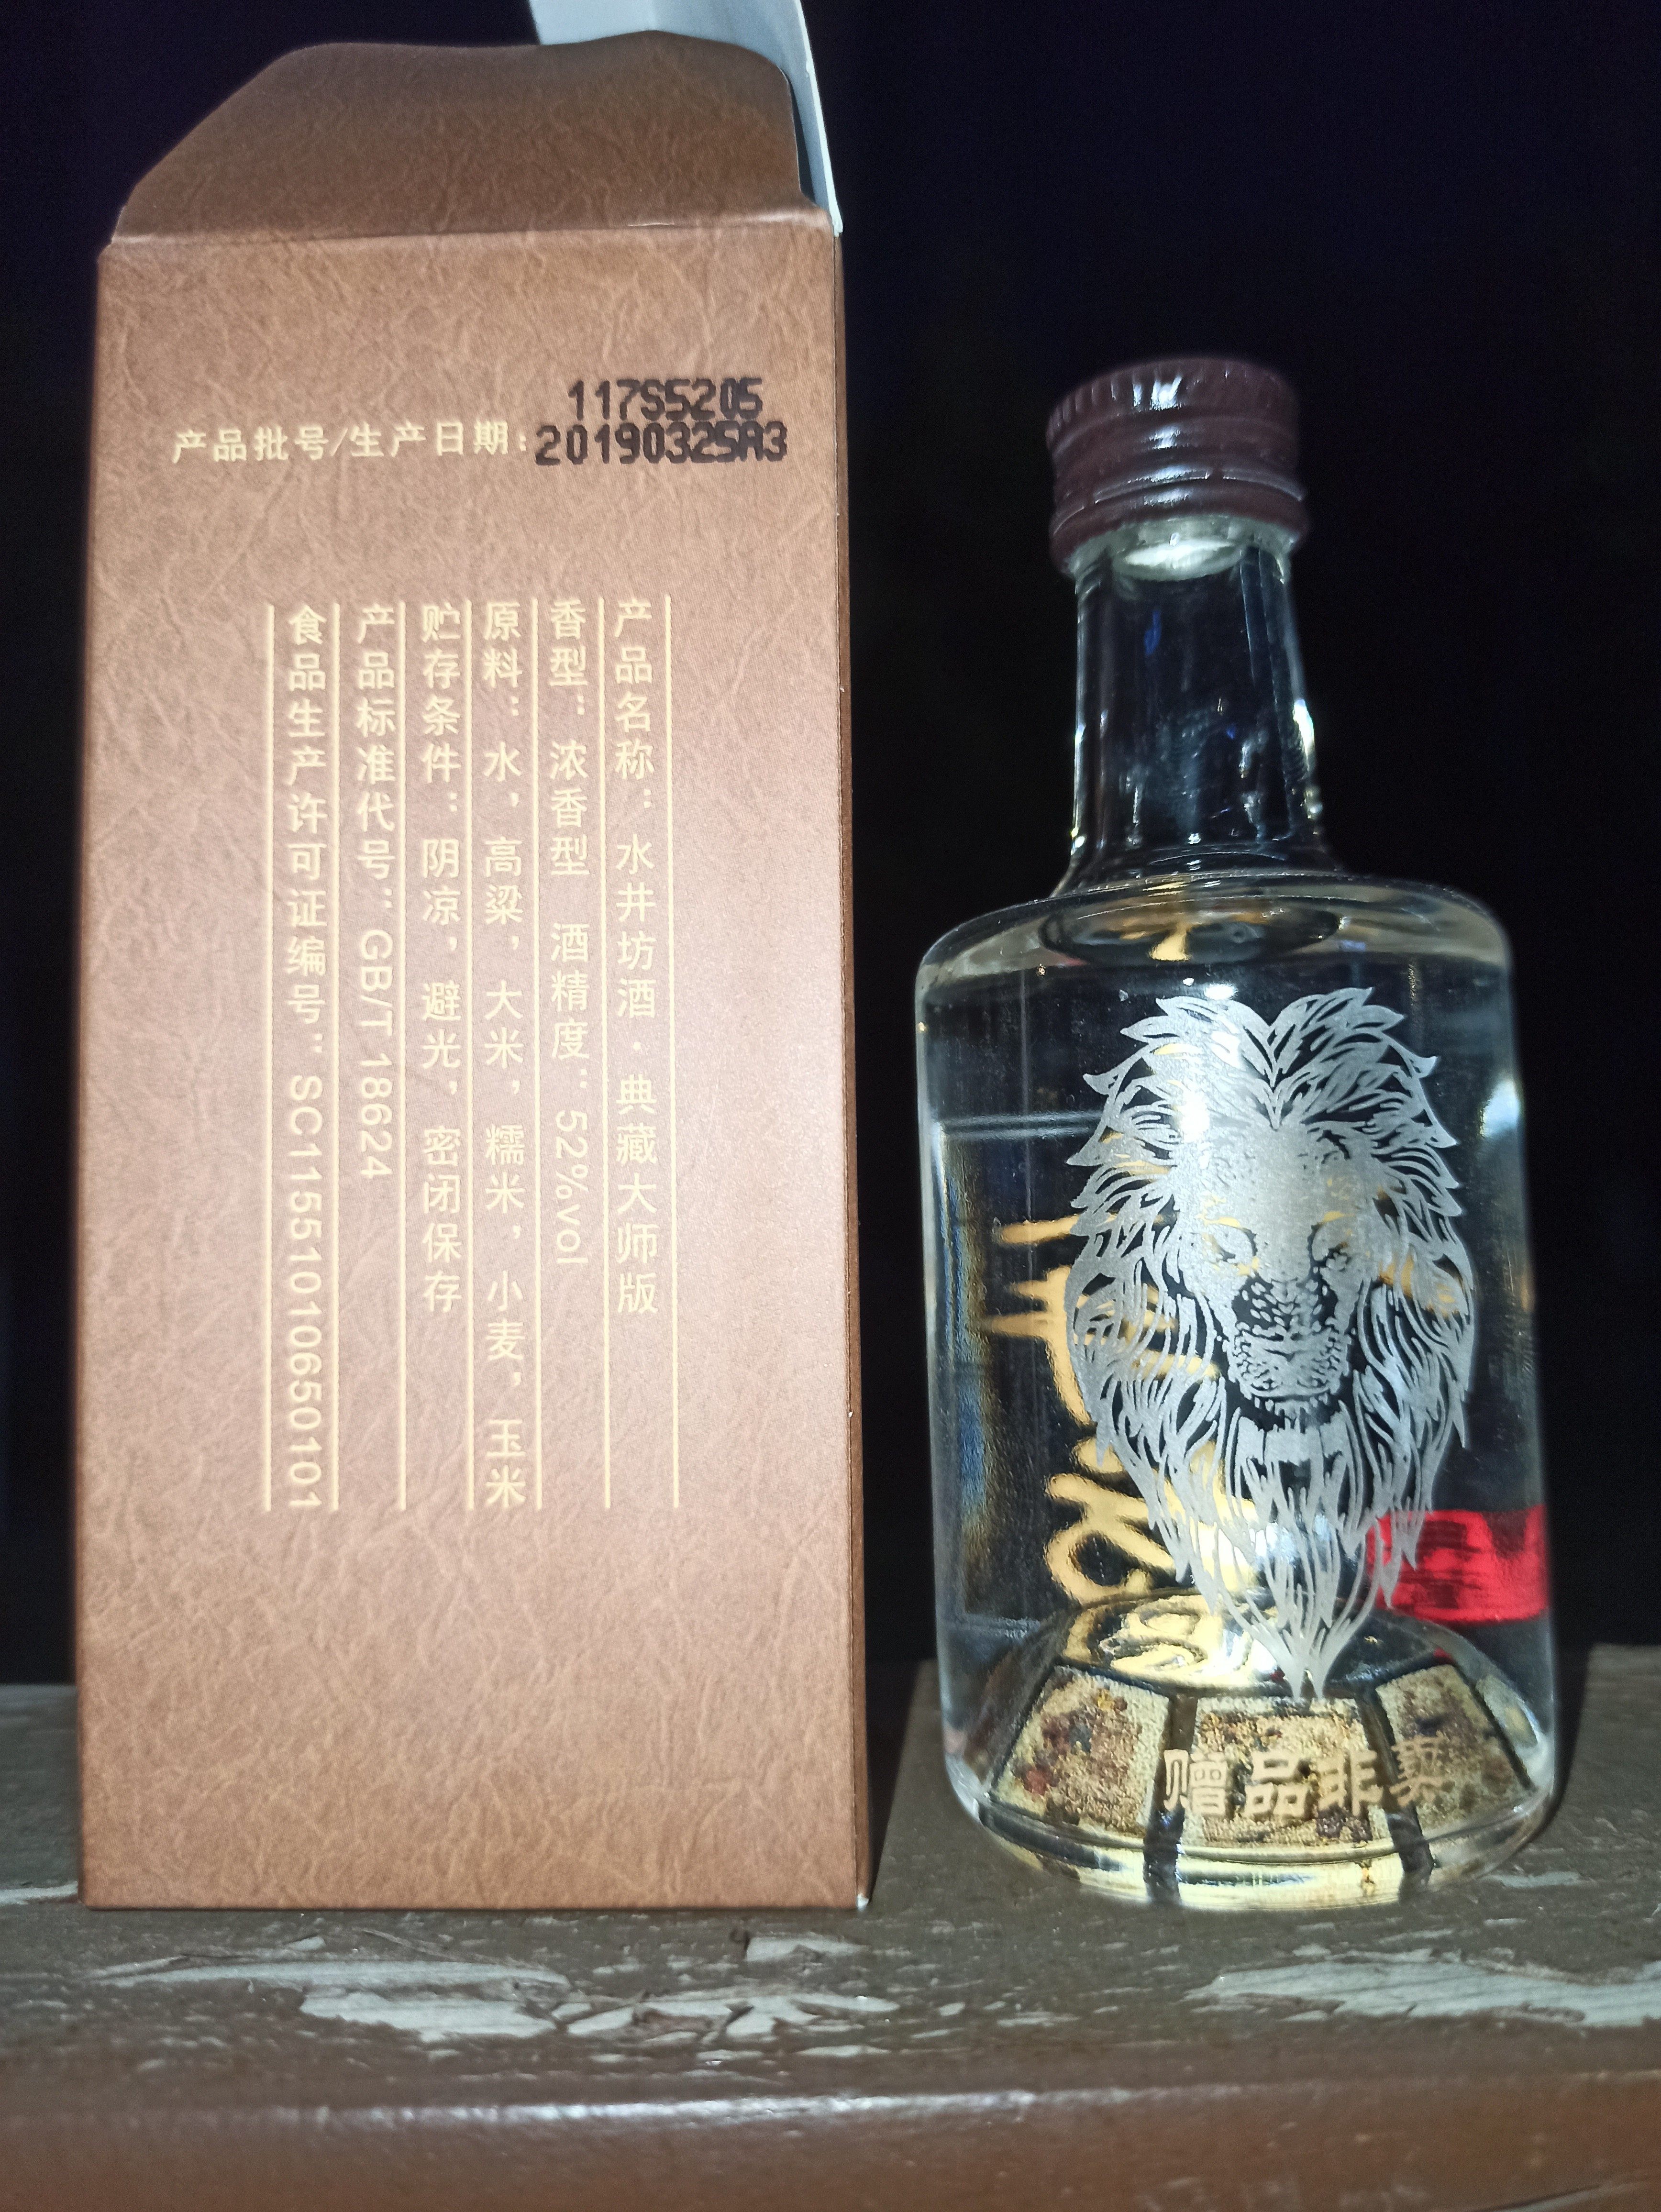 117S5205
产品批号/生产日期:20190325A3
产品名称：水井坊酒·典藏大师版
香型：浓香型 酒精度：52%vol
原料：水，高粱，大米，糯米，小麦，玉米
贮存条件：阴凉，避光，密闭保存
产品标准代号：GB/T 18624
食品生产许可证编号：SC11551010650101
赠品非卖